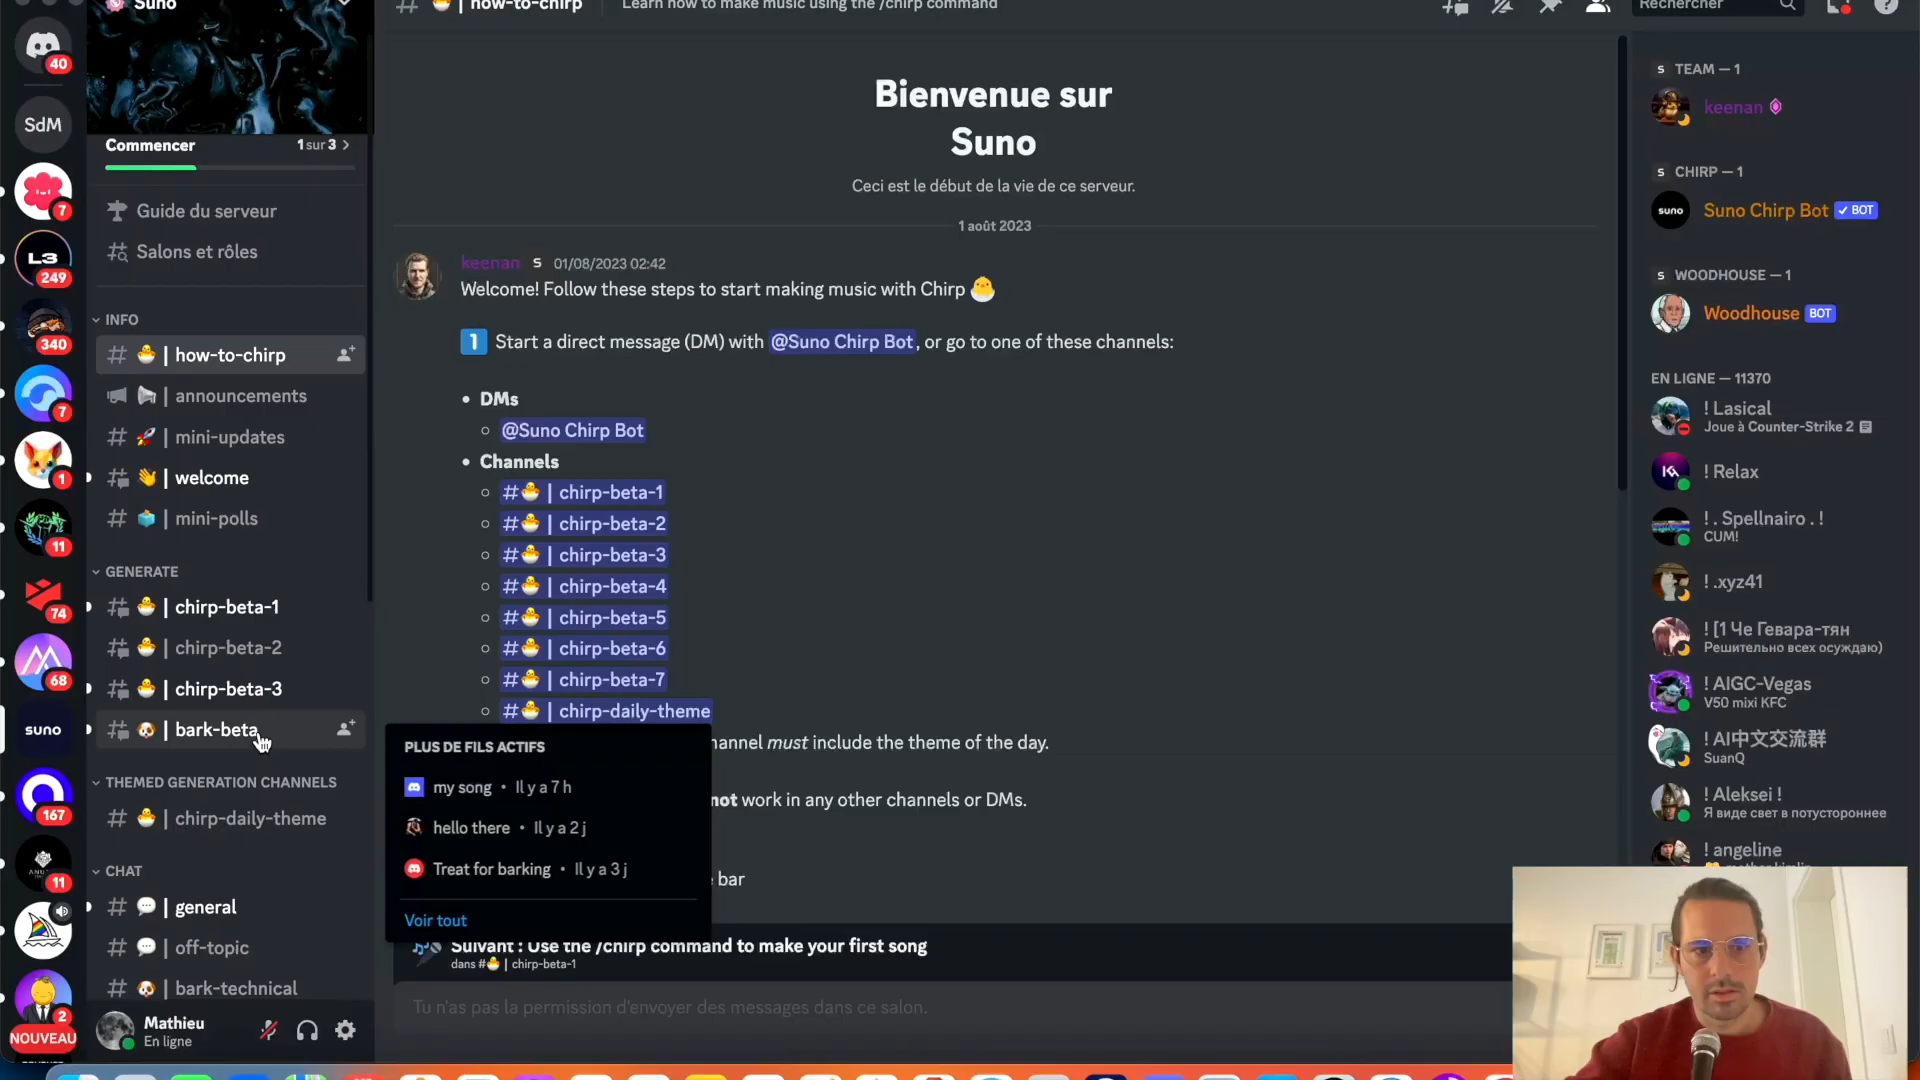 Suno
# | how-to-chirp
Learn how to make music using the /chirp command
Rechercher
40
SdM
7
249
L3
340
7
1
11
74
68
suno
167
11
2
NOUVEAU
Commencer
1 sur 3 >
Guide du serveur
Salons et rôles
INFO
# | how-to-chirp
| announcements
# | mini-updates
# | welcome
# | mini-polls
GENERATE
# | chirp-beta-1
# | chirp-beta-2
# | chirp-beta-3
# | bark-beta
THEMED GENERATION CHANNELS
# | chirp-daily-theme
CHAT
# | general
# | off-topic
# | bark-technical
Mathieu
En ligne
Bienvenue sur
Suno
Ceci est le début de la vie de ce serveur.
1 août 2023
keenan S 01/08/2023 02:42
Welcome! Follow these steps to start making music with Chirp
1 Start a direct message (DM) with @Suno Chirp Bot, or go to one of these channels:
• DMs
@Suno Chirp Bot
• Channels
# | chirp-beta-1
# | chirp-beta-2
# | chirp-beta-3
# | chirp-beta-4
# | chirp-beta-5
# | chirp-beta-6
# | chirp-beta-7
# | chirp-daily-theme
must include the theme of the day.
not work in any other channels or DMs.
bar
PLUS DE FILS ACTIFS
my song • Il y a 7 h
hello there • Il y a 2 j
Treat for barking • Il y a 3 j
Voir tout
Suivant : Use the /chirp command to make your first song
dans # | chirp-beta-1
Tu n'as pas la permission d'envoyer des messages dans ce salon.
S TEAM — 1
keenan
S CHIRP — 1
suno
Suno Chirp Bot ✓ BOT
S WOODHOUSE — 1
Woodhouse BOT
EN LIGNE — 11370
! Lasical
Joue à Counter-Strike 2
! Relax
! . Spellnairo . !
CUM!
! .xyz41
! [1 Че Гевара-тян
Решительно всех осуждаю)
! AIGC-Vegas
V50 mixi KFC
! AI中文交流群
SuanQ
! Aleksei !
Я виде свет в потустороннее
! angeline